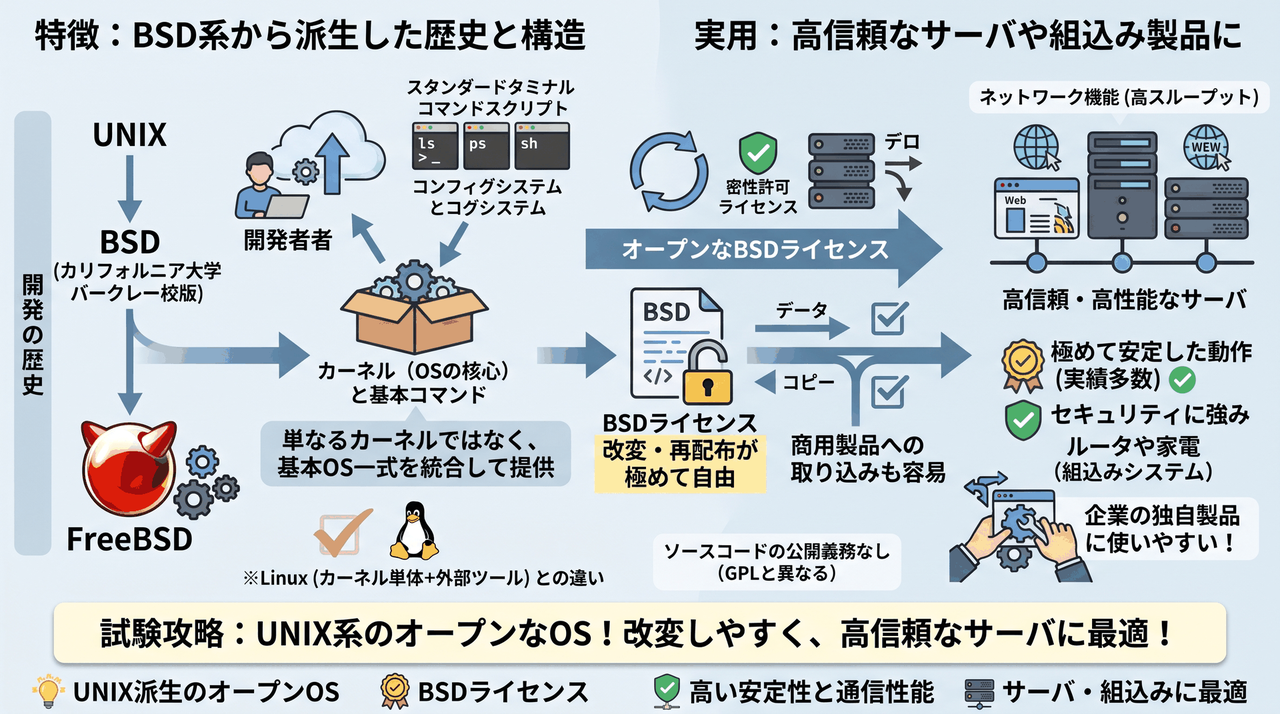 特徴：BSD系から派生した歴史と構造
開発の歴史
UNIX
BSD
(カリフォルニア大学
バークレー校版)
FreeBSD
開発者者
スタンダードタミナル
コマンドスクリプト
ls
>_
ps
sh
コンフィグシステム
とコグシステム
カーネル（OSの核心）
と基本コマンド
単なるカーネルではなく、
基本OS一式を統合して提供
※Linux (カーネル単体+外部ツール) との違い
実用：高信頼なサーバや組込み製品に
密性許可
ライセンス
デロ
オープンなBSDライセンス
BSD
</>
BSDライセンス
改変・再配布が
極めて自由
データ
コピー
商用製品への
取り込みも容易
ソースコードの公開義務なし
（GPLと異なる）
ネットワーク機能 (高スループット)
Web
WEW
高信頼・高性能なサーバ
極めて安定した動作
(実績多数)
セキュリティに強み
ルータや家電
（組込みシステム）
企業の独自製品
に使いやすい！
試験攻略：UNIX系のオープンなOS！改変しやすく、高信頼なサーバに最適！
UNIX派生のオープンOS
BSDライセンス
高い安定性と通信性能
サーバ・組込みに最適